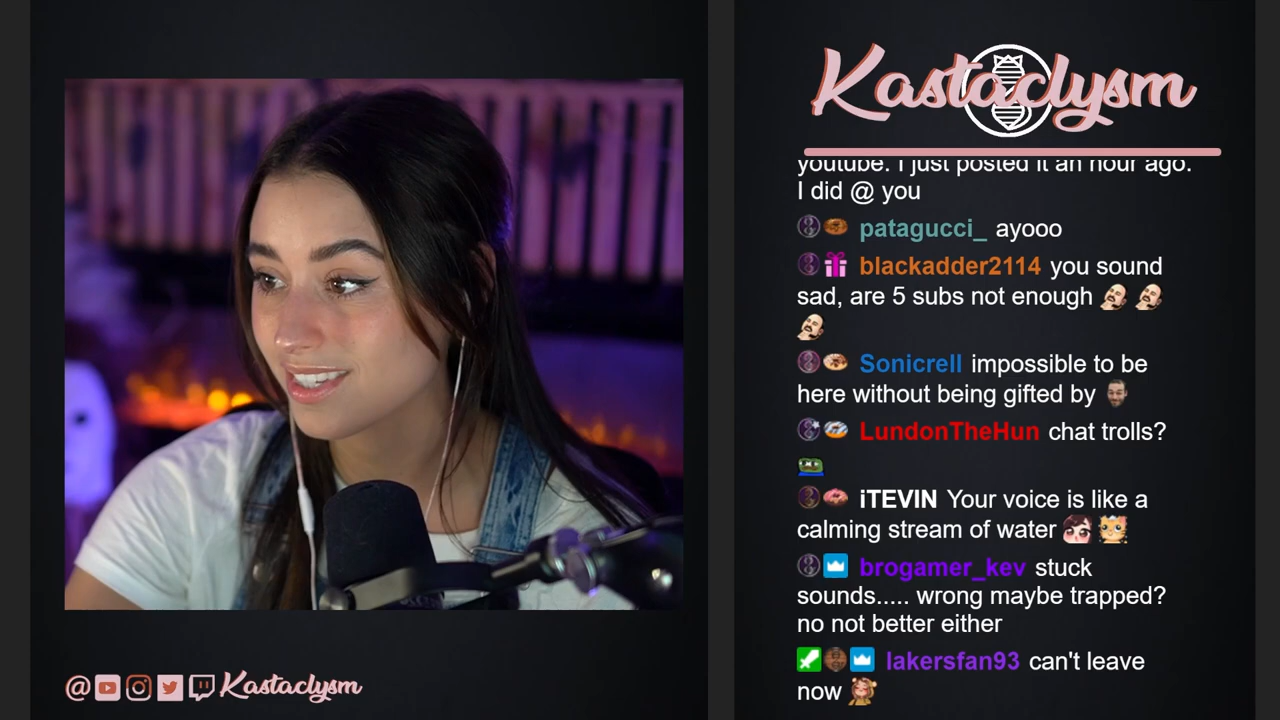 Kastaclysm
youtube. I just posted it an hour ago.
I did @ you
patagucci_ ayooo
blackadder2114 you sound
sad, are 5 subs not enough
Sonicrell impossible to be
here without being gifted by
LundonTheHun chat trolls?
iTEVIN Your voice is like a
calming stream of water
brogamer_kev stuck
sounds..... wrong maybe trapped?
no not better either
lakersfan93 can't leave
now
@ Kastaclysm